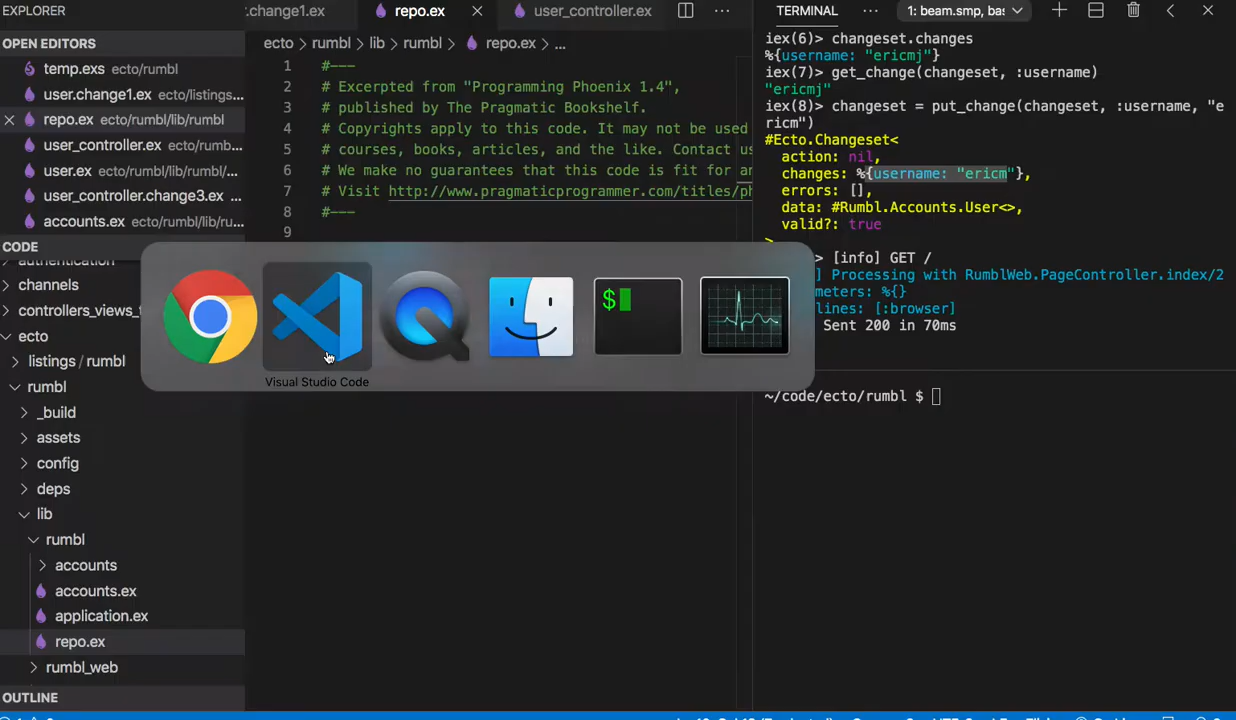 EXPLORER
OPEN EDITORS
temp.exs ecto/rumbl
user.change1.ex ecto/listings...
repo.ex ecto/rumbl/lib/rumbl
user_controller.ex ecto/rumb...
user.ex ecto/rumbl/lib/rumbl/...
user_controller.change3.ex ...
accounts.ex ecto/rumbl/lib/ru...
CODE
authentication
channels
controllers_views_t
ecto
listings / rumbl
rumbl
_build
assets
config
deps
lib
rumbl
accounts
accounts.ex
application.ex
repo.ex
rumbl_web
OUTLINE
.change1.ex
repo.ex
user_controller.ex
ecto > rumbl > lib > rumbl > repo.ex > ...
1 #---
2 # Excerpted from "Programming Phoenix 1.4",
3 # published by The Pragmatic Bookshelf.
4 # Copyrights apply to this code. It may not be used
5 # courses, books, articles, and the like. Contact us
6 # We make no guarantees that this code is fit for an
7 # Visit http://www.pragmaticprogrammer.com/titles/ph
8 #---
9
Visual Studio Code
TERMINAL
1: beam.smp, bas
iex(6)> changeset.changes
%{username: "ericmj"}
iex(7)> get_change(changeset, :username)
"ericmj"
iex(8)> changeset = put_change(changeset, :username, "e
ricm")
#Ecto.Changeset<
action: nil,
changes: %{username: "ericm"},
errors: [],
data: #Rumbl.Accounts.User<>,
valid?: true
>
> [info] GET /
] Processing with RumblWeb.PageController.index/2
meters: %{}
lines: [:browser]
Sent 200 in 70ms
~/code/ecto/rumbl $
$